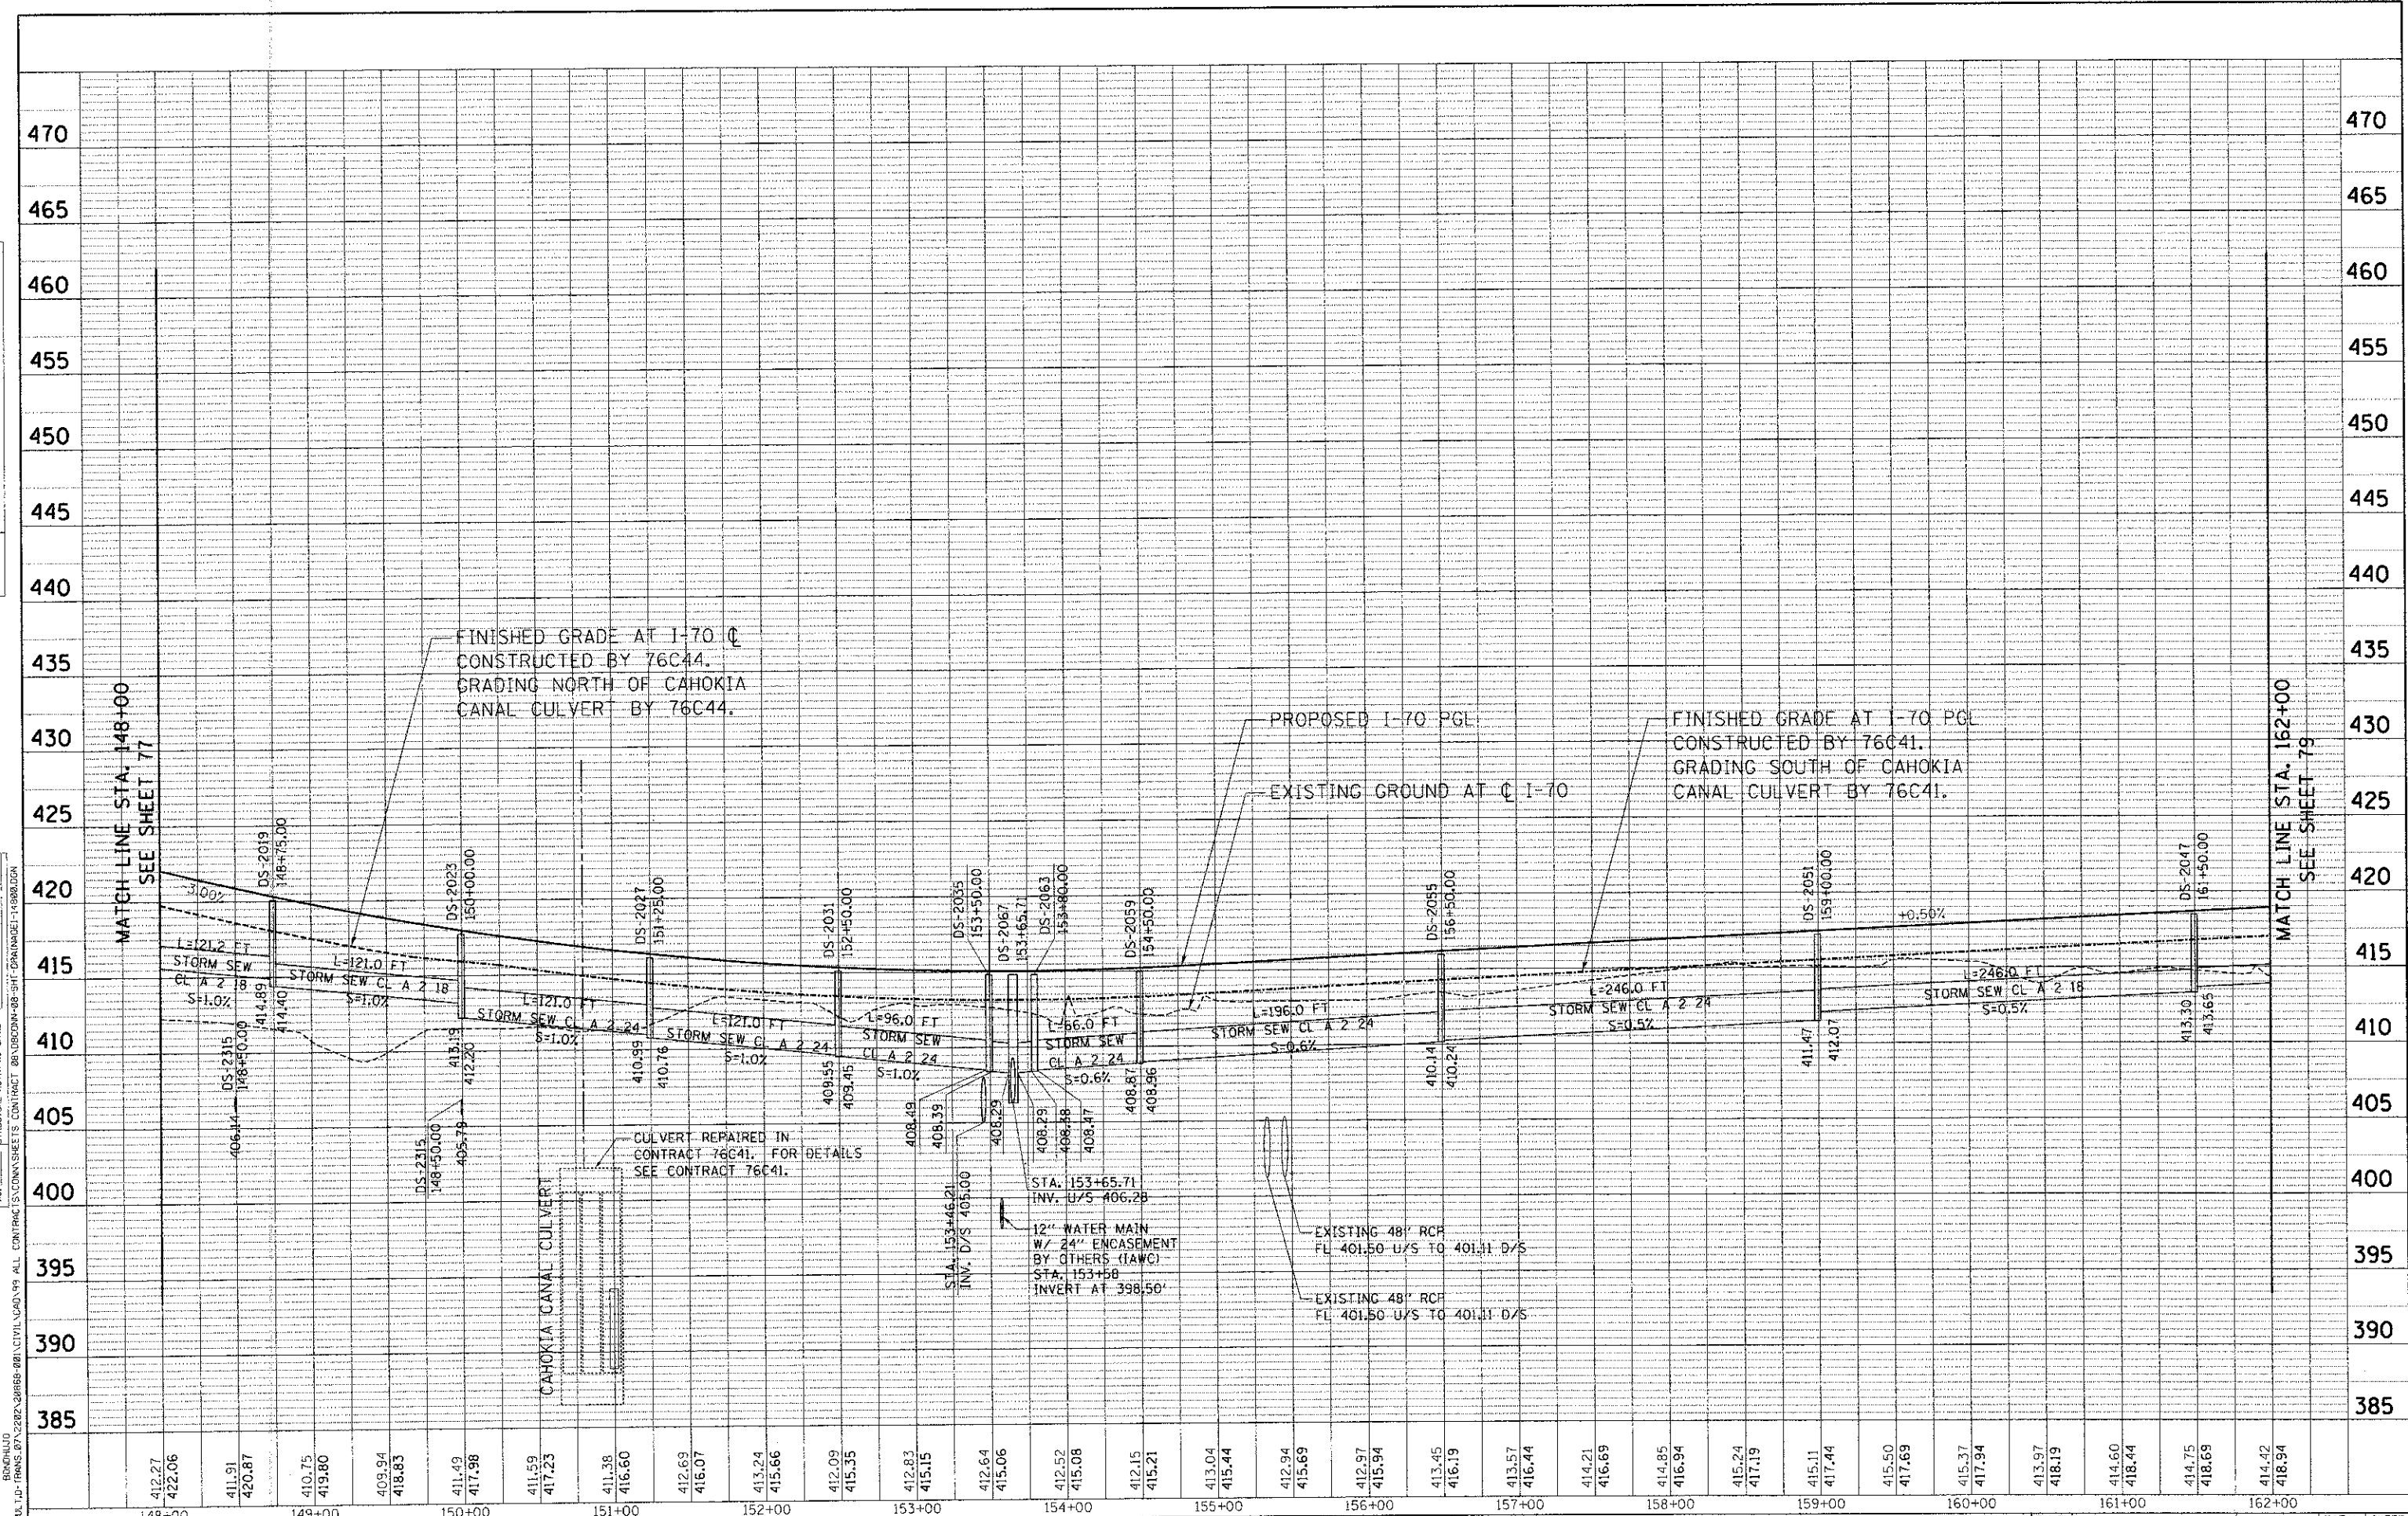 470
465
460
455
450
445
440
435
430
425
420
415
410
405
400
395
390
385
470
465
460
455
450
445
440
435
430
425
420
415
410
405
400
395
390
385
MATCH LINE STA. 148+00
SEE SHEET 77
MATCH LINE STA. 162+00
SEE SHEET 79
FINISHED GRADE AT I-70 ℄
CONSTRUCTED BY 76C44.
GRADING NORTH OF CAHOKIA
CANAL CULVERT BY 76C44.
PROPOSED I-70 PGL
EXISTING GROUND AT ℄ I-70
FINISHED GRADE AT I-70 PGL
CONSTRUCTED BY 76C41.
GRADING SOUTH OF CAHOKIA
CANAL CULVERT BY 76C41.
-3.00%
+0.50%
DS-2019
148+75.00
DS-2023
150+00.00
DS-2027
151+25.00
DS-2031
152+50.00
DS-2035
153+50.00
DS-2067
153+65.71
DS-2063
153+80.00
DS-2059
154+50.00
DS-2055
156+50.00
DS-2051
159+00.00
DS-2047
161+50.00
L=121.2 FT
STORM SEW
CL A 2 18
S=1.0%
L=121.0 FT
STORM SEW CL A 2 18
S=1.0%
L=121.0 FT
STORM SEW CL A 2 24
S=1.0%
L=121.0 FT
STORM SEW CL A 2 24
S=1.0%
L=96.0 FT
STORM SEW
CL A 2 24
S=1.0%
L=66.0 FT
STORM SEW
CL A 2 24
S=0.6%
L=196.0 FT
STORM SEW CL A 2 24
S=0.6%
L=246.0 FT
STORM SEW CL A 2 24
S=0.5%
L=246.0 FT
STORM SEW CL A 2 18
S=0.5%
DS-2315
148+50.00
406.14
414.89
414.40
413.19
412.20
DS-2315
148+50.00
405.79
410.99
410.76
409.55
409.45
408.49
408.39
408.29
408.29
408.38
408.47
408.87
408.96
410.14
410.24
411.47
412.07
413.30
413.65
CAHOKIA CANAL CULVERT
CULVERT REPAIRED IN
CONTRACT 76C41. FOR DETAILS
SEE CONTRACT 76C41.
STA. 153+46.21
INV. D/S 405.00
STA. 153+65.71
INV. U/S 406.28
12" WATER MAIN
W/ 24" ENCASEMENT
BY OTHERS (IAWC)
STA. 153+58
INVERT AT 398.50'
EXISTING 48" RCP
FL 401.50 U/S TO 401.11 D/S
EXISTING 48" RCP
FL 401.50 U/S TO 401.11 D/S
412.27
422.06
411.91
420.87
410.75
419.80
409.94
418.83
411.49
417.98
411.59
417.23
411.38
416.60
412.69
416.07
413.24
415.66
412.09
415.35
412.83
415.15
412.64
415.06
412.52
415.08
412.15
415.21
413.04
415.44
412.94
415.69
412.97
415.94
413.45
416.19
413.57
416.44
414.21
416.69
414.85
416.94
415.24
417.19
415.11
417.44
415.50
417.69
415.37
417.94
413.97
418.19
414.60
418.44
414.75
418.69
414.42
418.94
148+00
149+00
150+00
151+00
152+00
153+00
154+00
155+00
156+00
157+00
158+00
159+00
160+00
161+00
162+00